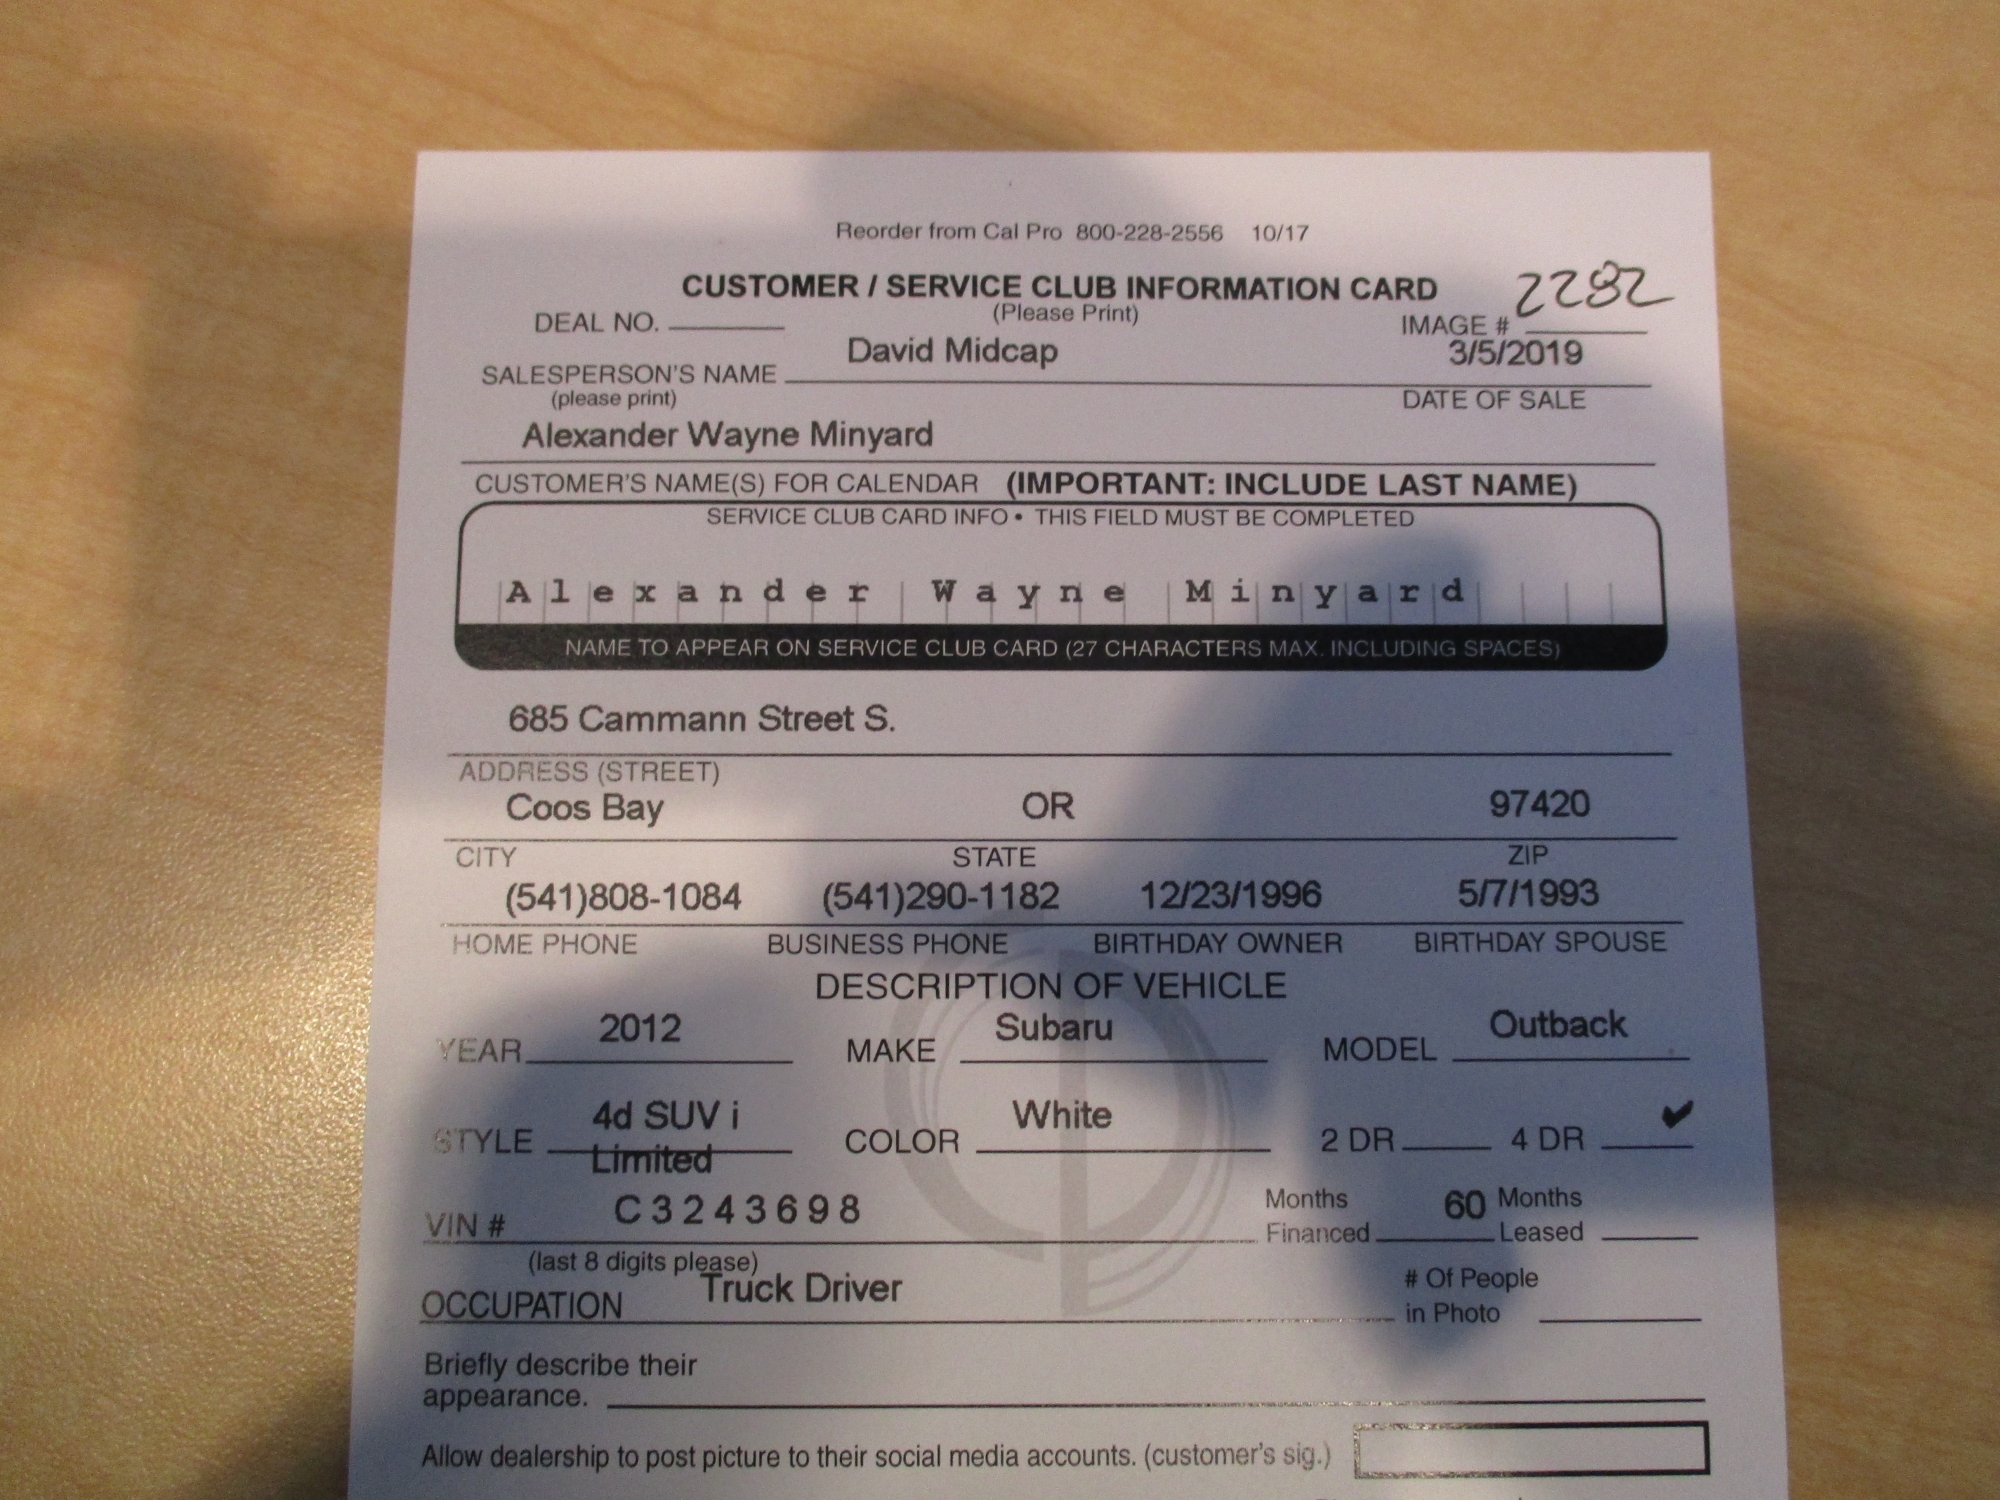 Reorder from Cal Pro 800-228-2556 10/17
CUSTOMER / SERVICE CLUB INFORMATION CARD 2282
(Please Print)
DEAL NO. IMAGE #
David Midcap 3/5/2019
SALESPERSON'S NAME
(please print) DATE OF SALE
Alexander Wayne Minyard
CUSTOMER'S NAME(S) FOR CALENDAR (IMPORTANT: INCLUDE LAST NAME)
SERVICE CLUB CARD INFO • THIS FIELD MUST BE COMPLETED
Alexander Wayne Minyard
NAME TO APPEAR ON SERVICE CLUB CARD (27 CHARACTERS MAX. INCLUDING SPACES)
685 Cammann Street S.
ADDRESS (STREET)
Coos Bay OR 97420
CITY STATE ZIP
(541)808-1084 (541)290-1182 12/23/1996 5/7/1993
HOME PHONE BUSINESS PHONE BIRTHDAY OWNER BIRTHDAY SPOUSE
DESCRIPTION OF VEHICLE
2012 Subaru Outback
YEAR MAKE MODEL
4d SUV i White ✔
STYLE COLOR 2 DR 4 DR
Limited
C3243698 Months 60 Months
VIN # Financed Leased
(last 8 digits please)
Truck Driver # Of People
OCCUPATION in Photo
Briefly describe their
appearance.
Allow dealership to post picture to their social media accounts. (customer's sig.)